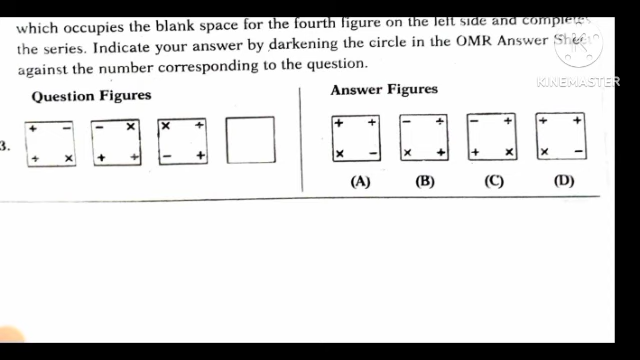 which occupies the blank space for the fourth figure on the left side and completes
the series. Indicate your answer by darkening the circle in the OMR Answer Sheet
against the number corresponding to the question.
KINEMASTER
Question Figures
Answer Figures
3.
+ − − × × ÷ + + − ÷ − + ÷ +
÷ × + ÷ − + × − × + + × × −
(A) (B) (C) (D)